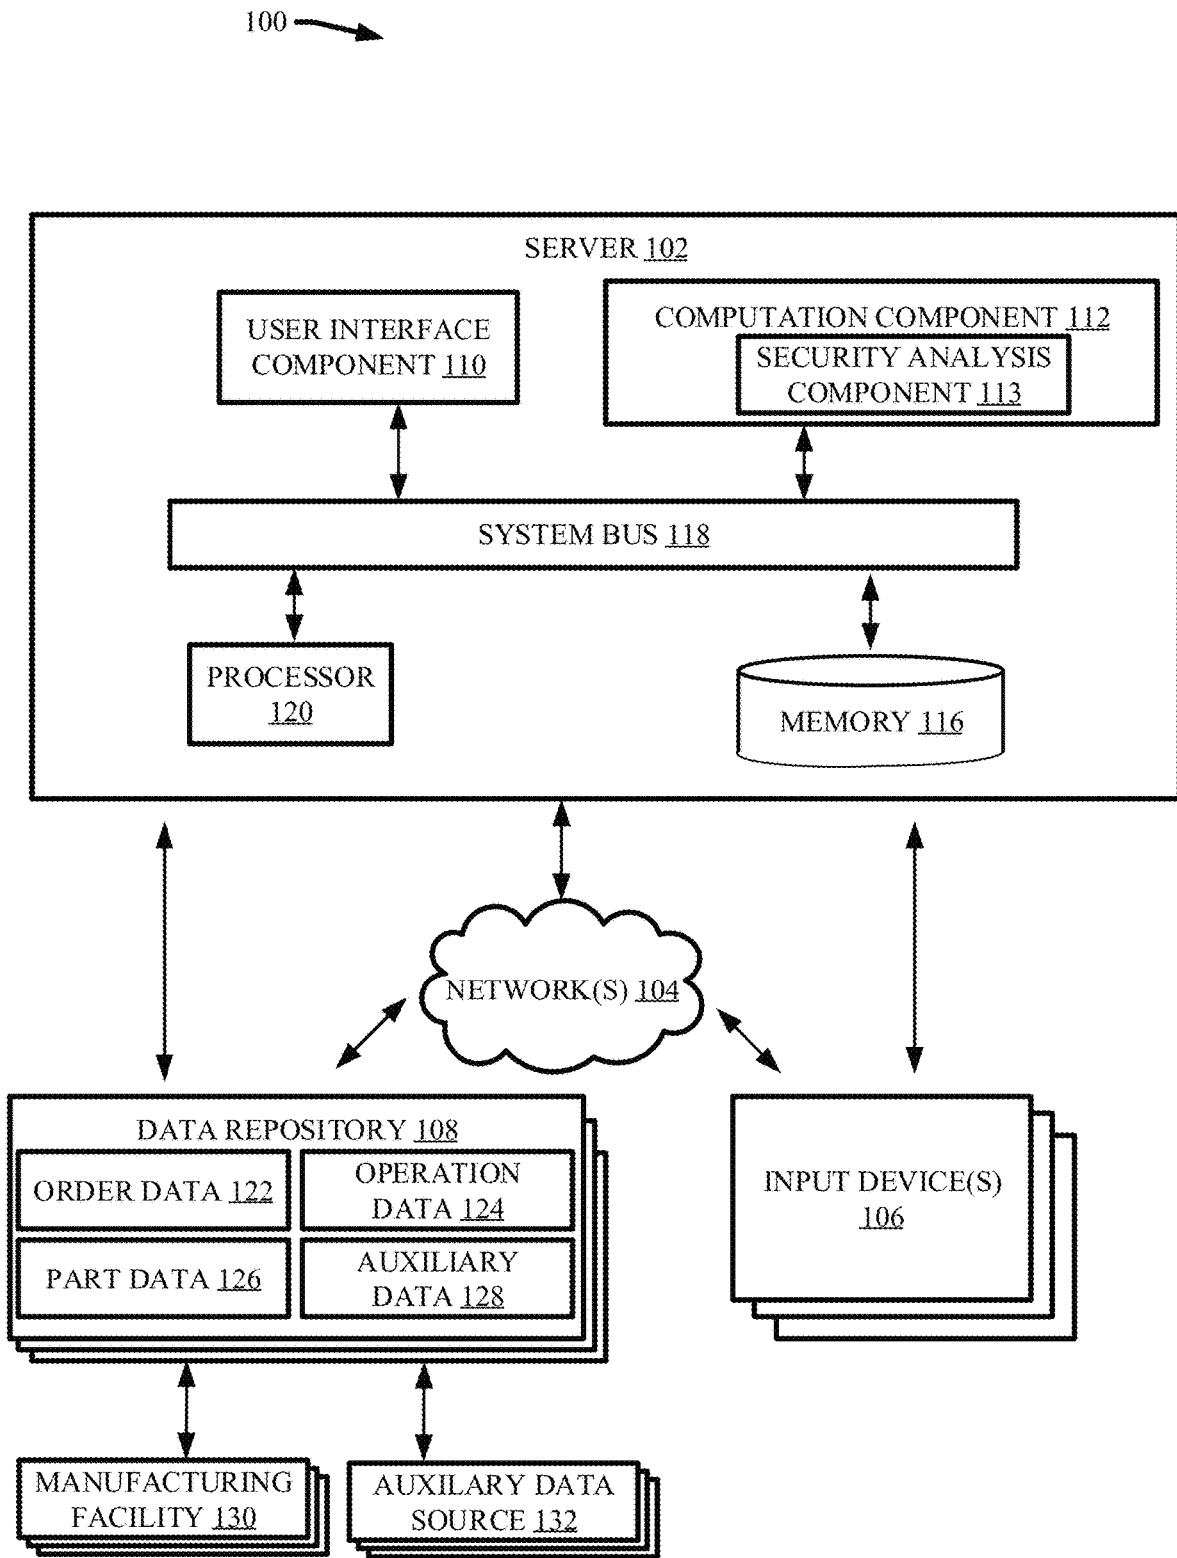 100
SERVER 102
USER INTERFACE
COMPONENT 110
COMPUTATION COMPONENT 112
SECURITY ANALYSIS
COMPONENT 113
SYSTEM BUS 118
PROCESSOR
120
MEMORY 116
NETWORK(S) 104
DATA REPOSITORY 108
ORDER DATA 122
OPERATION
DATA 124
PART DATA 126
AUXILIARY
DATA 128
INPUT DEVICE(S)
106
MANUFACTURING
FACILITY 130
AUXILARY DATA
SOURCE 132